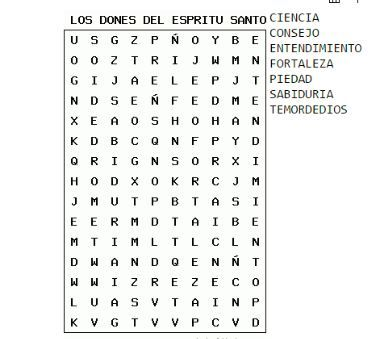 LOS DONES DEL ESPRITU SANTO
U S G Z P Ñ O Y B E
O O Z T R I J W M N
G I J A E L E P J T
N D S E Ñ F E D M E
X E A O S H O H A N
K D B C Q N F P Y D
Q R I G N S O R X I
H O D X O K R C J M
J M U T P B T A S I
E E R M D T A I B E
M T I M L T L C L N
D W A N D Q E N Ñ T
W W I Z R E Z E C O
L U A S V T A I N P
K V G T V V P C V D
CIENCIA
CONSEJO
ENTENDIMIENTO
FORTALEZA
PIEDAD
SABIDURIA
TEMORDEDIOS